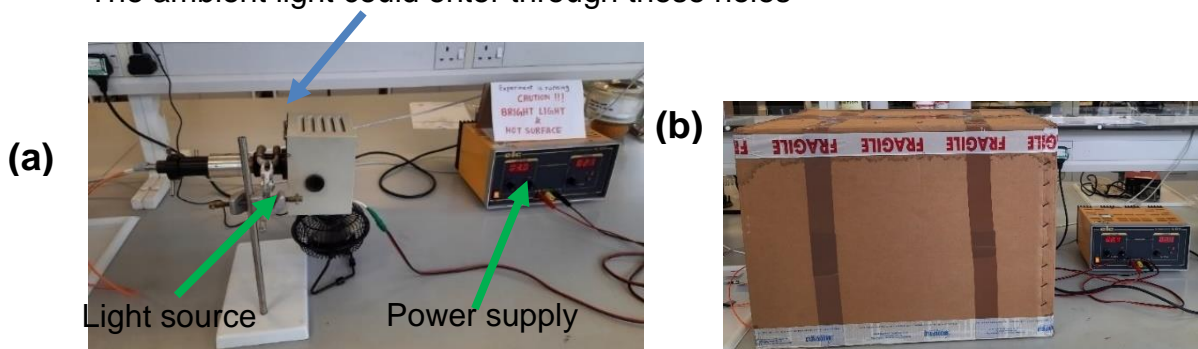 The ambient light could enter through these holes
(a)
Experiment is running
CAUTION !!!
BRIGHT LIGHT
&
HOT SURFACE
Light source
Power supply
(b)
FRAGILE FRAGILE FRAGILE